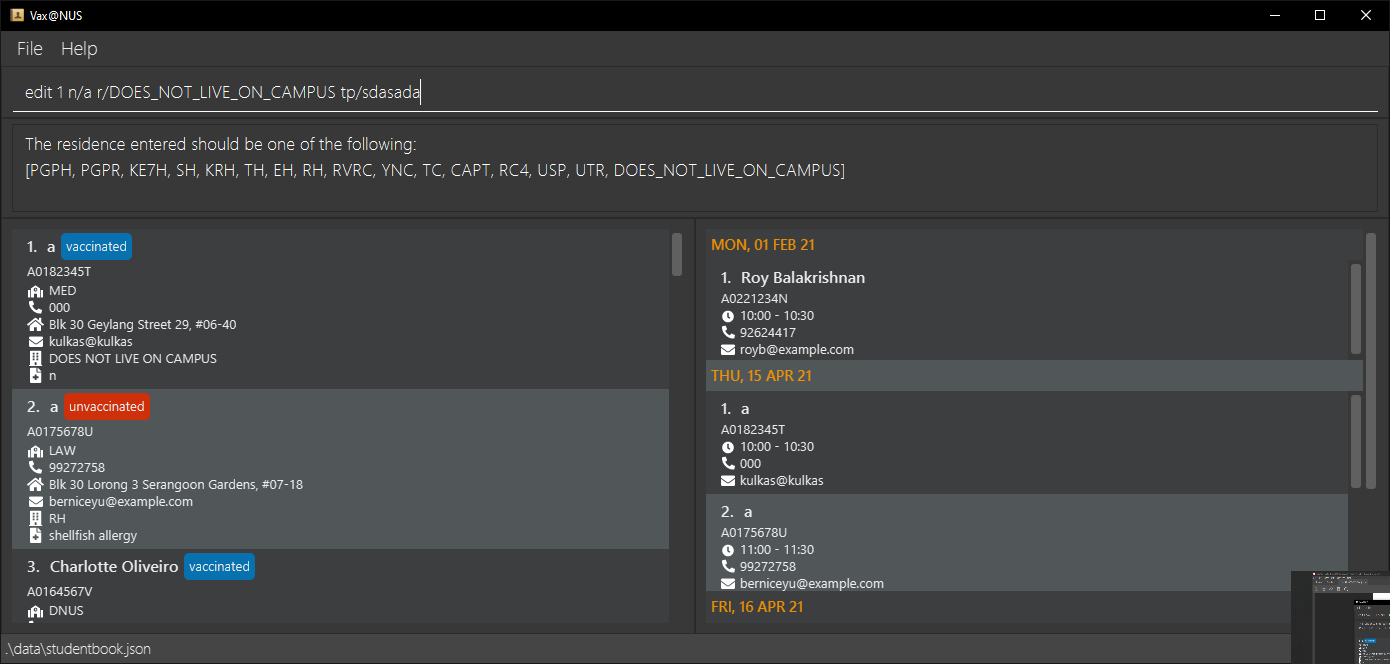 Vax@NUS
File Help
edit 1 n/a r/DOES_NOT_LIVE_ON_CAMPUS tp/sdasada
The residence entered should be one of the following:
[PGPH, PGPR, KE7H, SH, KRH, TH, EH, RH, RVRC, YNC, TC, CAPT, RC4, USP, UTR, DOES_NOT_LIVE_ON_CAMPUS]
1. a vaccinated
A0182345T
MED
000
Blk 30 Geylang Street 29, #06-40
kulkas@kulkas
DOES NOT LIVE ON CAMPUS
n
2. a unvaccinated
A0175678U
LAW
99272758
Blk 30 Lorong 3 Serangoon Gardens, #07-18
berniceyu@example.com
RH
shellfish allergy
3. Charlotte Oliveiro vaccinated
A0164567V
DNUS
MON, 01 FEB 21
1. Roy Balakrishnan
A0221234N
10:00 - 10:30
92624417
royb@example.com
THU, 15 APR 21
1. a
A0182345T
10:00 - 10:30
000
kulkas@kulkas
2. a
A0175678U
11:00 - 11:30
99272758
berniceyu@example.com
FRI, 16 APR 21
.\data\studentbook.json